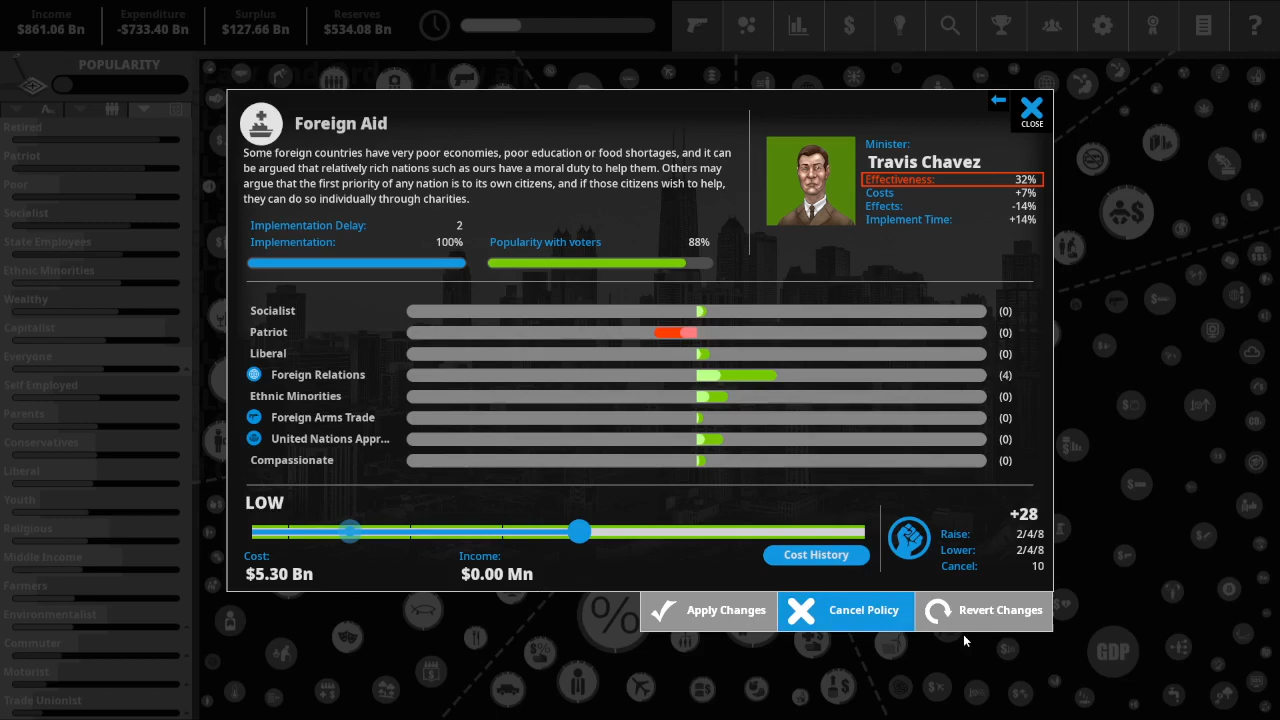 Income
Expenditure
Surplus
Reserves
$861.06 Bn
-$733.40 Bn
$127.66 Bn
$534.08 Bn
?
POPULARITY
Retired
Patriot
Poor
Socialist
State Employees
Ethnic Minorities
Wealthy
Capitalist
Everyone
Self Employed
Parents
Conservatives
Liberal
Youth
Religious
Middle Income
Farmers
Environmentalist
Commuter
Motorist
Trade Unionist
Foreign Aid
CLOSE
Some foreign countries have very poor economies, poor education or food shortages, and it can
be argued that relatively rich nations such as ours have a moral duty to help them. Others may
argue that the first priority of any nation is to its own citizens, and if those citizens wish to help,
they can do so individually through charities.
Implementation Delay: 2
Implementation: 100%
Popularity with voters 88%
Minister:
Travis Chavez
Effectiveness: 32%
Costs +7%
Effects: -14%
Implement Time: +14%
Socialist (0)
Patriot (0)
Liberal (0)
Foreign Relations (4)
Ethnic Minorities (0)
Foreign Arms Trade (0)
United Nations Appr... (0)
Compassionate (0)
LOW
Cost:
$5.30 Bn
Income:
$0.00 Mn
Cost History
+28
Raise: 2/4/8
Lower: 2/4/8
Cancel: 10
Apply Changes
Cancel Policy
Revert Changes
GDP